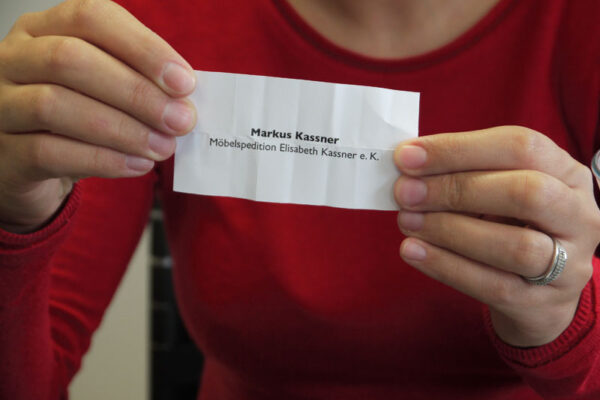 Markus Kassner
Möbelspedition Elisabeth Kassner e. K.